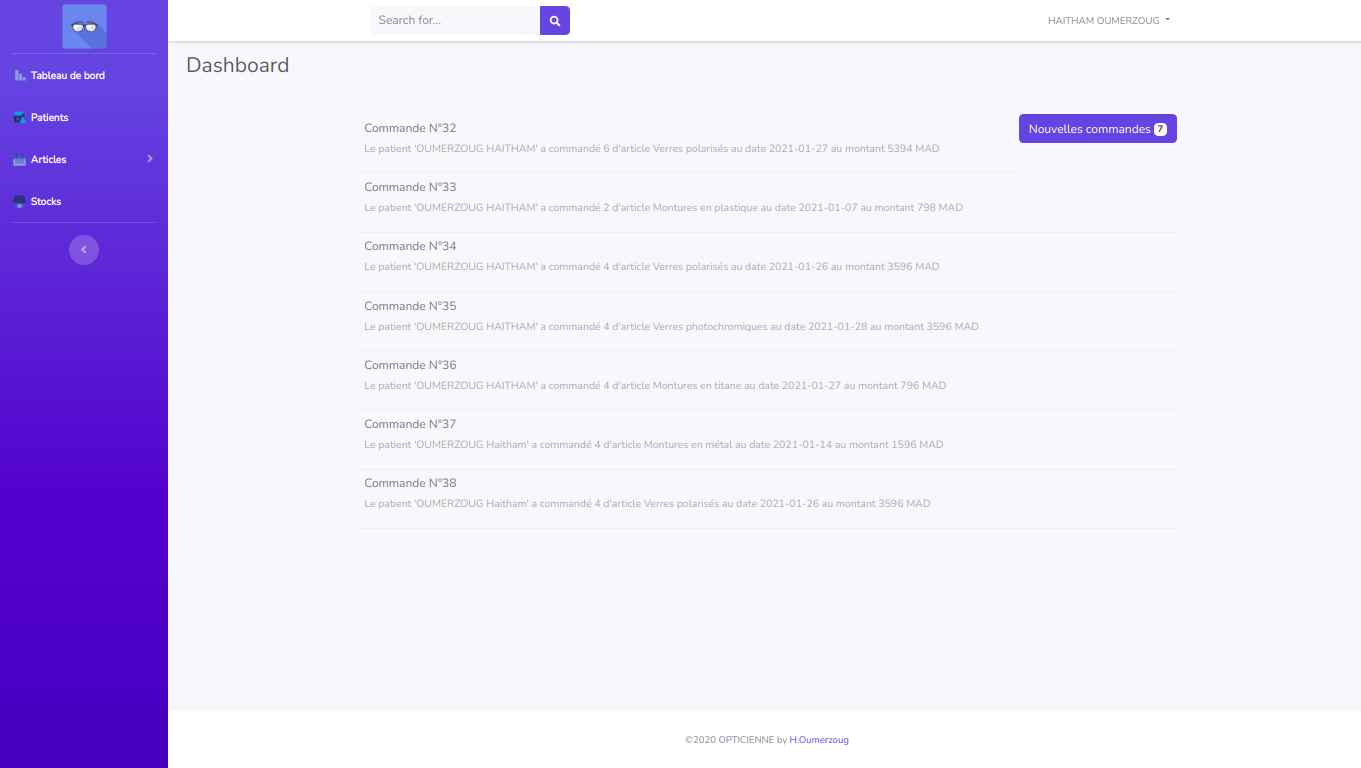 Search for...
HAITHAM OUMERZOUG
Tableau de bord
Patients
Articles
Stocks
Dashboard
Nouvelles commandes 7
Commande N°32
Le patient 'OUMERZOUG HAITHAM' a commandé 6 d'article Verres polarisés au date 2021-01-27 au montant 5394 MAD
Commande N°33
Le patient 'OUMERZOUG HAITHAM' a commandé 2 d'article Montures en plastique au date 2021-01-07 au montant 798 MAD
Commande N°34
Le patient 'OUMERZOUG HAITHAM' a commandé 4 d'article Verres polarisés au date 2021-01-26 au montant 3596 MAD
Commande N°35
Le patient 'OUMERZOUG HAITHAM' a commandé 4 d'article Verres photochromiques au date 2021-01-28 au montant 3596 MAD
Commande N°36
Le patient 'OUMERZOUG HAITHAM' a commandé 4 d'article Montures en titane au date 2021-01-27 au montant 796 MAD
Commande N°37
Le patient 'OUMERZOUG Haitham' a commandé 4 d'article Montures en métal au date 2021-01-14 au montant 1596 MAD
Commande N°38
Le patient 'OUMERZOUG Haitham' a commandé 4 d'article Verres polarisés au date 2021-01-26 au montant 3596 MAD
©2020 OPTICIENNE by H.Oumerzoug